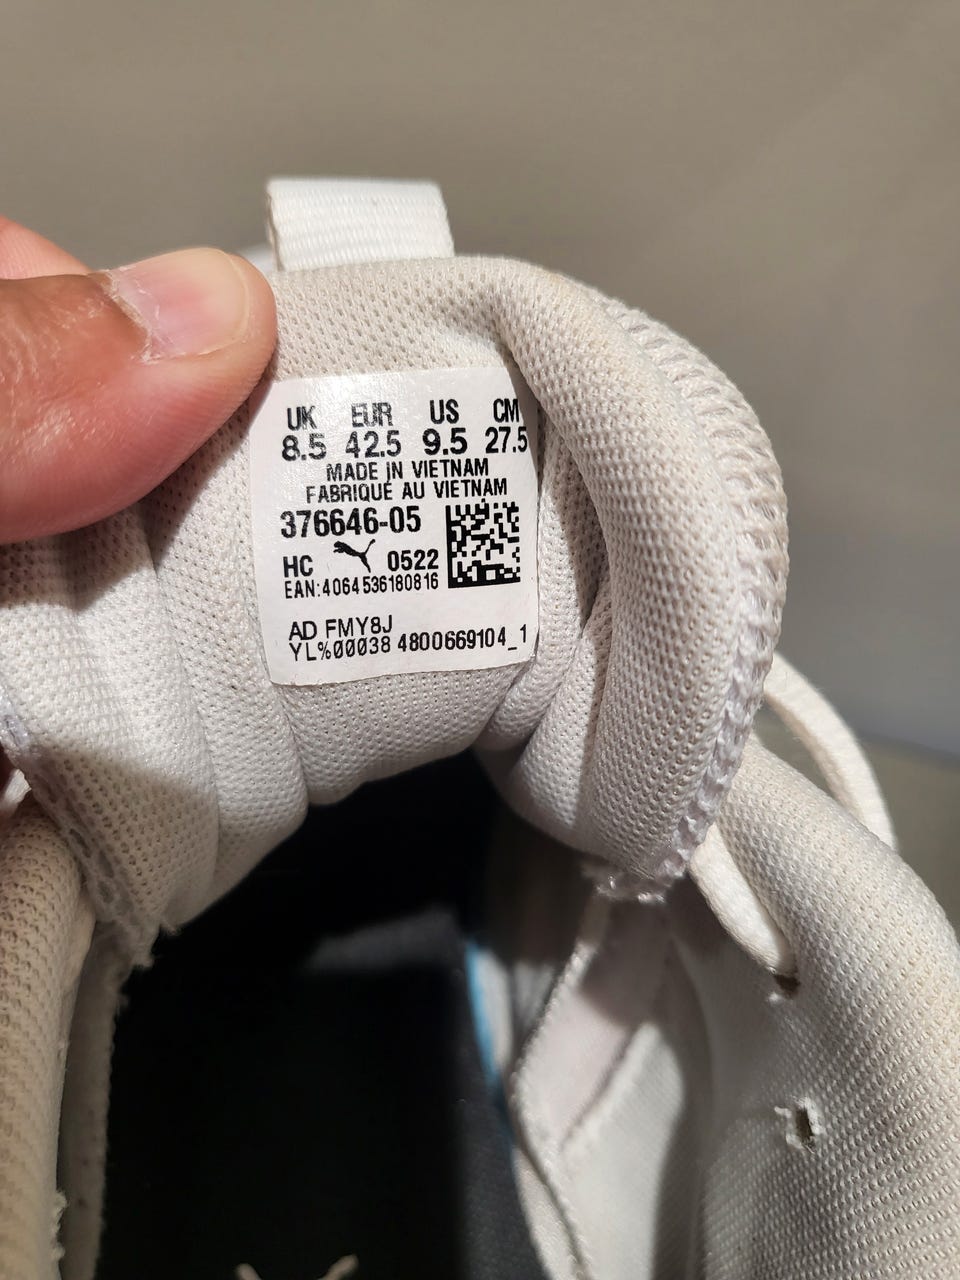 UK EUR US CM
8.5 42.5 9.5 27.5
MADE IN VIETNAM
FABRIQUÉ AU VIETNAM
376646-05
HC 0522
EAN:4064536180816
AD FMY8J
YL%00038 4800669104_1